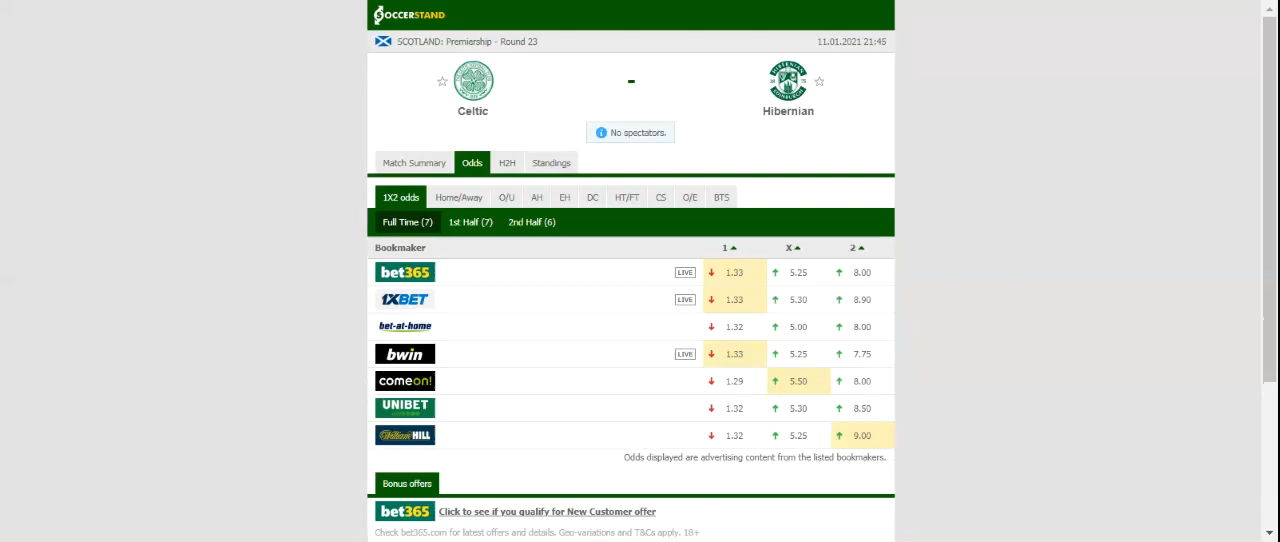 SOCCERSTAND
SCOTLAND: Premiership - Round 23 11.01.2021 21:45
-
Celtic Hibernian
No spectators.
Match Summary Odds H2H Standings
1X2 odds Home/Away O/U AH EH DC HT/FT CS O/E BTS
Full Time (7) 1st Half (7) 2nd Half (6)
Bookmaker 1 X 2
bet365 LIVE 1.33 5.25 8.00
1XBET LIVE 1.33 5.30 8.90
bet-at-home 1.32 5.00 8.00
bwin LIVE 1.33 5.25 7.75
comeon! 1.29 5.50 8.00
UNIBET 1.32 5.30 8.50
William HILL 1.32 5.25 9.00
Odds displayed are advertising content from the listed bookmakers.
Bonus offers
bet365 Click to see if you qualify for New Customer offer
Check bet365.com for latest offers and details. Geo-variations and T&Cs apply. 18+